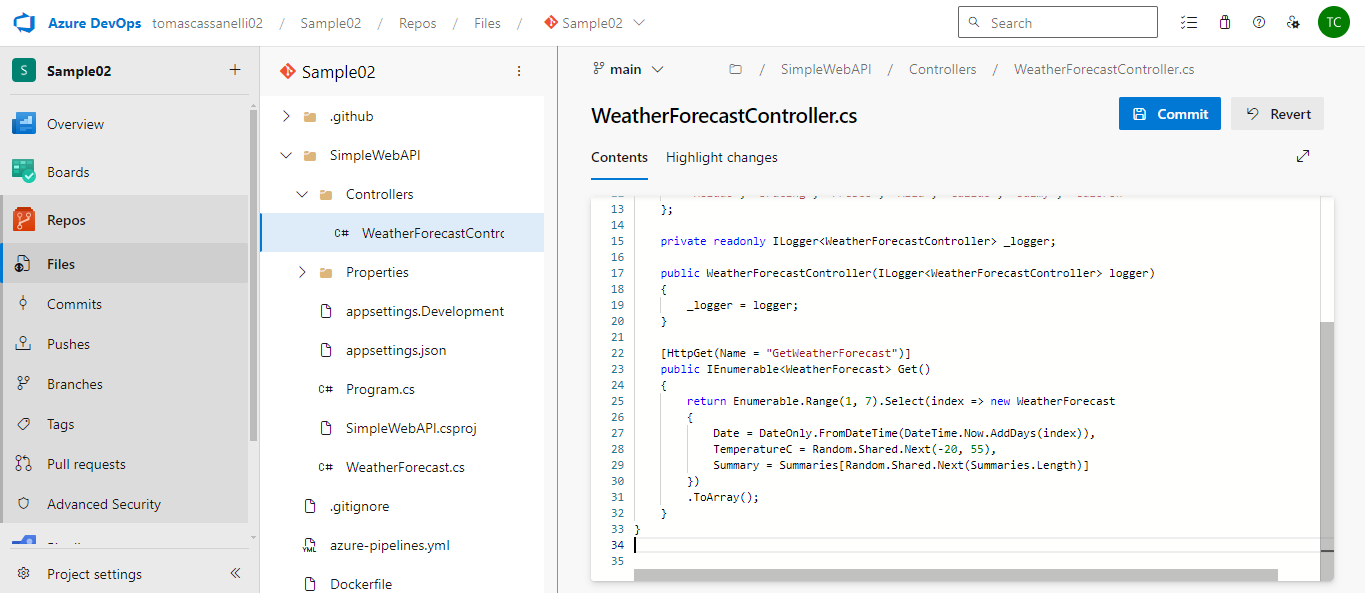 Azure DevOps tomascassanelli02 / Sample02 / Repos / Files / Sample02
Search
TC
S Sample02 +
Overview
Boards
Repos
Files
Commits
Pushes
Branches
Tags
Pull requests
Advanced Security
Project settings
Sample02
.github
SimpleWebAPI
Controllers
C# WeatherForecastContro
Properties
appsettings.Development
appsettings.json
C# Program.cs
SimpleWebAPI.csproj
C# WeatherForecast.cs
.gitignore
YML azure-pipelines.yml
Dockerfile
main / SimpleWebAPI / Controllers / WeatherForecastController.cs
WeatherForecastController.cs
Commit
Revert
Contents Highlight changes
13 };
14
15 private readonly ILogger<WeatherForecastController> _logger;
16
17 public WeatherForecastController(ILogger<WeatherForecastController> logger)
18 {
19 _logger = logger;
20 }
21
22 [HttpGet(Name = "GetWeatherForecast")]
23 public IEnumerable<WeatherForecast> Get()
24 {
25 return Enumerable.Range(1, 7).Select(index => new WeatherForecast
26 {
27 Date = DateOnly.FromDateTime(DateTime.Now.AddDays(index)),
28 TemperatureC = Random.Shared.Next(-20, 55),
29 Summary = Summaries[Random.Shared.Next(Summaries.Length)]
30 })
31 .ToArray();
32 }
33 }
34
35